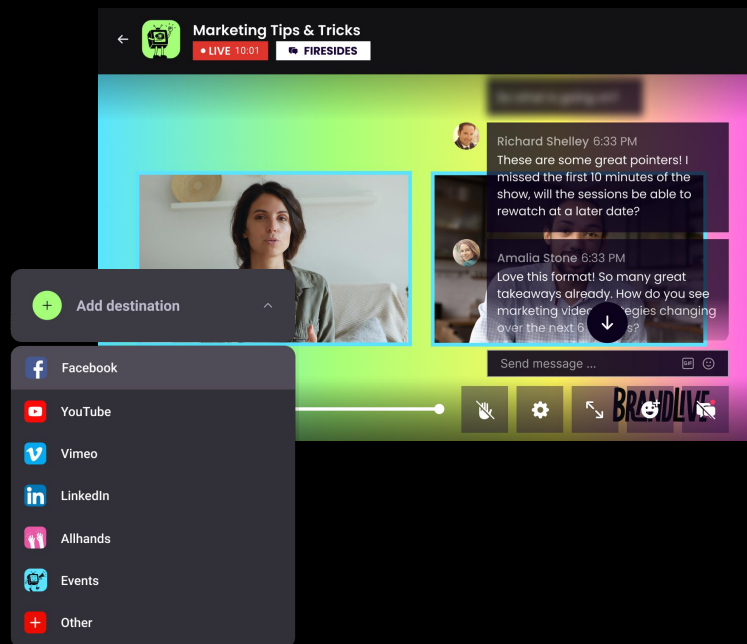 Marketing Tips & Tricks
LIVE 10:01
FIRESIDES
Richard Shelley 6:33 PM
These are some great pointers! I
missed the first 10 minutes of the
show, will the sessions be able to
rewatch at a later date?
Amalia Stone 6:33 PM
Love this format! So many great
takeaways already. How do you see
marketing changing
over the next 6
Send message ...
GIF
BRANDLIVE
Add destination
Facebook
YouTube
Vimeo
in
LinkedIn
Allhands
Events
Other